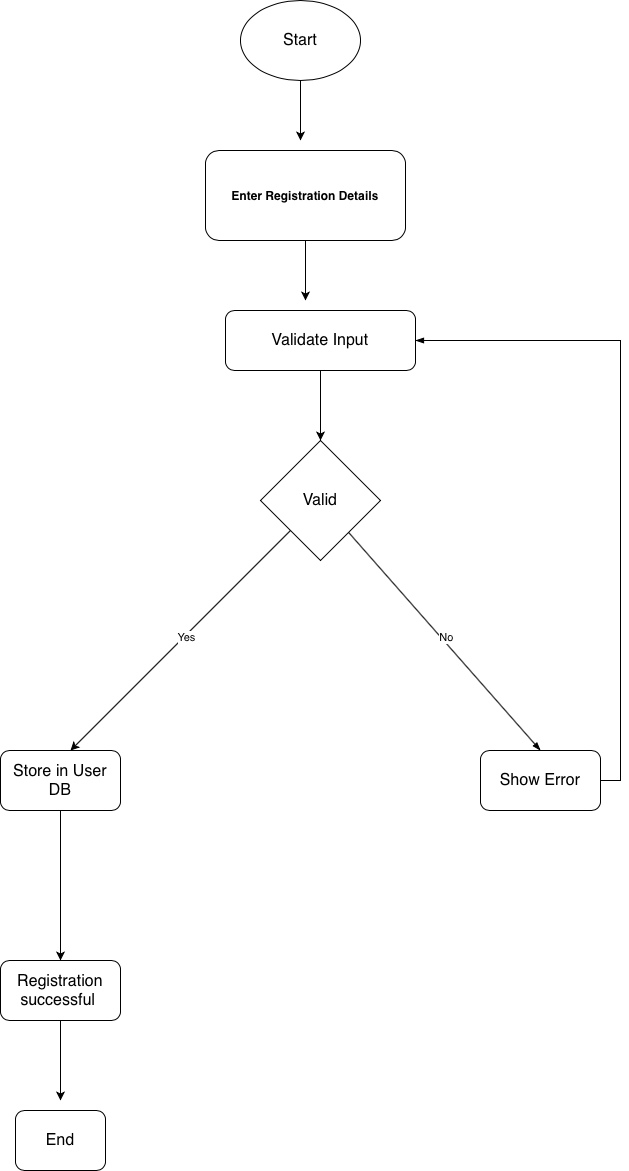 Start
Enter Registration Details
Validate Input
Valid
Yes
No
Store in User
DB
Show Error
Registration
successful
End